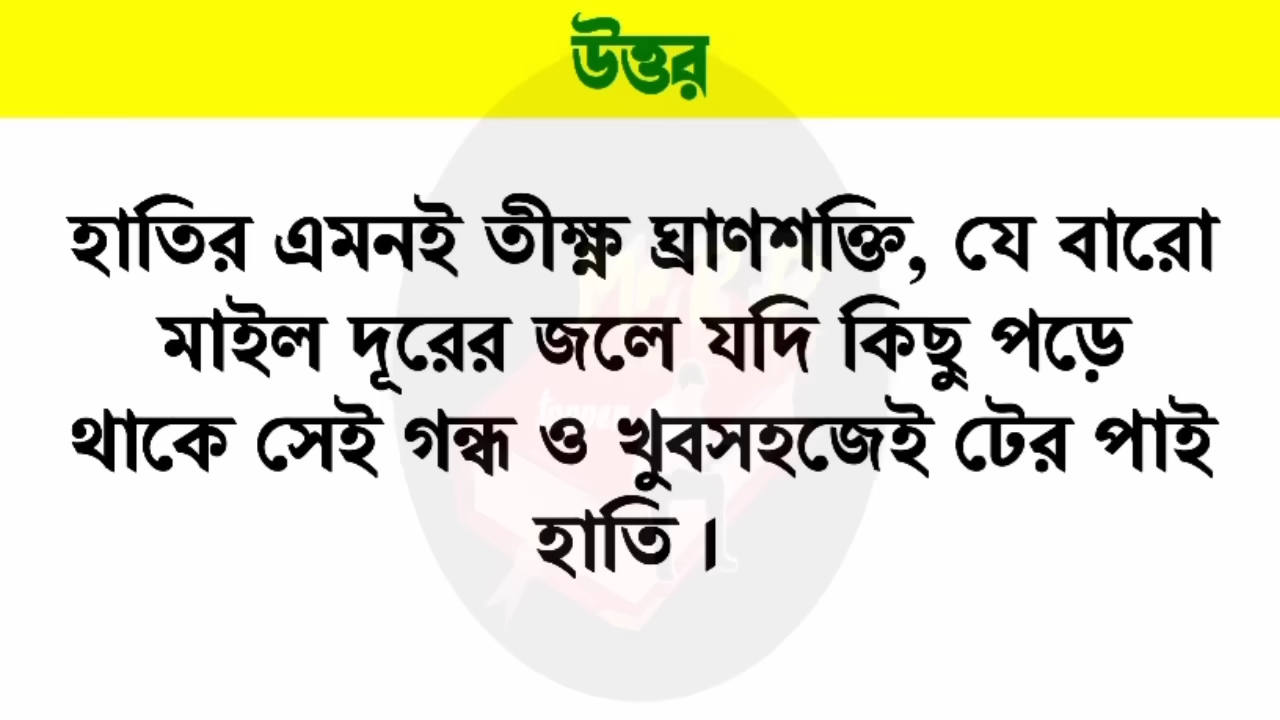 উত্তর
হাতির এমনই তীক্ষ্ণ ঘ্রাণশক্তি, যে বারো
মাইল দূরের জলে যদি কিছু পড়ে
থাকে সেই গন্ধ ও খুবসহজেই টের পাই
হাতি ।